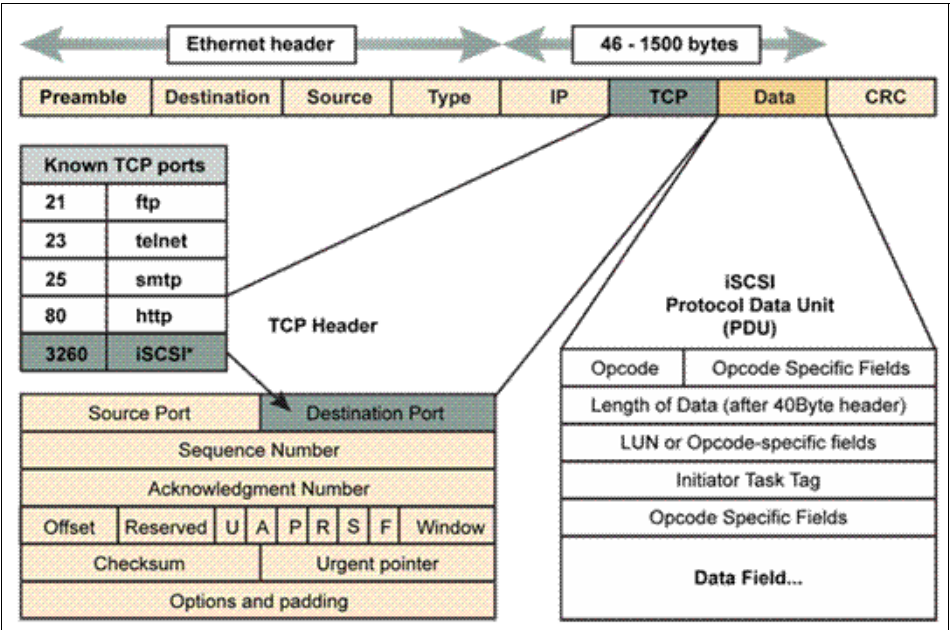 Ethernet header 46 - 1500 bytes
Preamble Destination Source Type IP TCP Data CRC
Known TCP ports
21 ftp
23 telnet
25 smtp
80 http
3260 iSCSI*
TCP Header
Source Port Destination Port
Sequence Number
Acknowledgment Number
Offset Reserved U A P R S F Window
Checksum Urgent pointer
Options and padding
iSCSI
Protocol Data Unit
(PDU)
Opcode Opcode Specific Fields
Length of Data (after 40Byte header)
LUN or Opcode-specific fields
Initiator Task Tag
Opcode Specific Fields
Data Field...